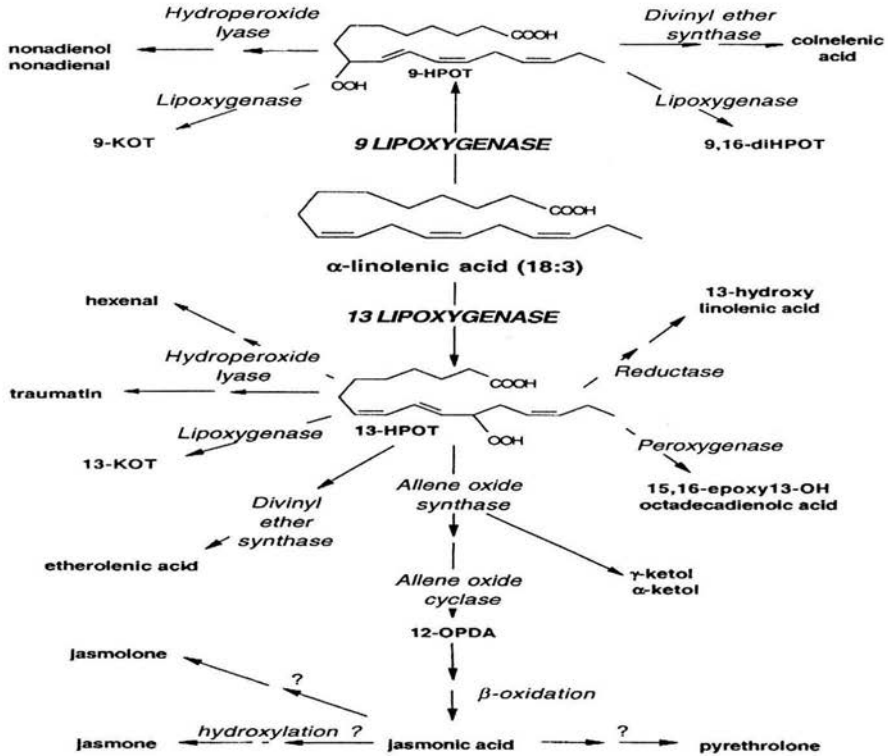 Hydroperoxide
lyase
COOH
Divinyl ether
synthase
nonadienol
nonadienal
colnelenic
acid
9-HPOT
OOH
Lipoxygenase
Lipoxygenase
9-KOT
9 LIPOXYGENASE
9,16-diHPOT
COOH
α-linolenic acid (18:3)
hexenal
13-hydroxy
linolenic acid
13 LIPOXYGENASE
Hydroperoxide
lyase
Reductase
COOH
traumatin
Lipoxygenase
13-HPOT
OOH
Peroxygenase
13-KOT
Allene oxide
synthase
15,16-epoxy13-OH
octadecadienoic acid
Divinyl
ether
synthase
etherolenic acid
γ-ketol
α-ketol
Allene oxide
cyclase
12-OPDA
jasmolone
?
β-oxidation
hydroxylation ?
?
jasmone
jasmonic acid
pyrethrolone